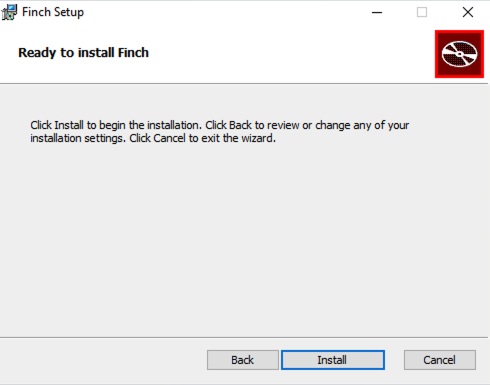 Finch Setup
Ready to install Finch
Click Install to begin the installation. Click Back to review or change any of your
installation settings. Click Cancel to exit the wizard.
Back Install Cancel